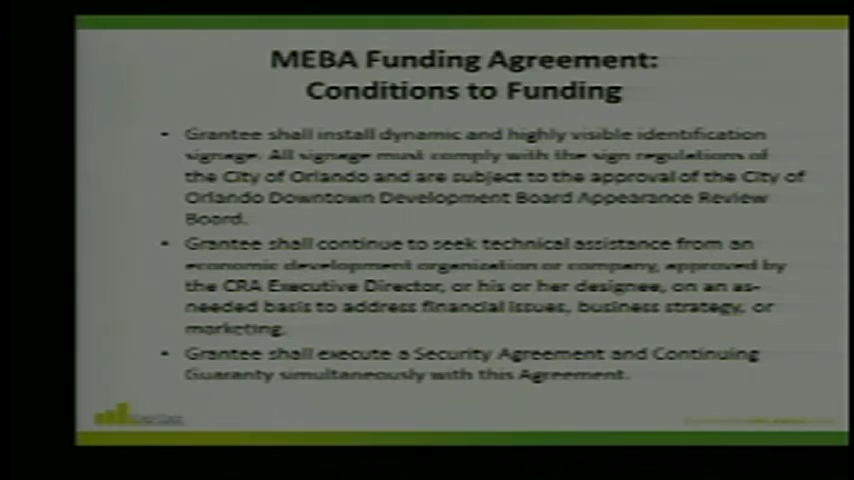 MEBA Funding Agreement:
Conditions to Funding
• Grantee shall install dynamic and highly visible identification
signage. All signage must comply with the sign regulations of
the City of Orlando and are subject to the approval of the City of
Orlando Downtown Development Board Appearance Review
Board.
• Grantee shall continue to seek technical assistance from an
economic development organization or company, approved by
the CRA Executive Director, or his or her designee, on an as-
needed basis to address financial issues, business strategy, or
marketing.
• Grantee shall execute a Security Agreement and Continuing
Guaranty simultaneously with this Agreement.